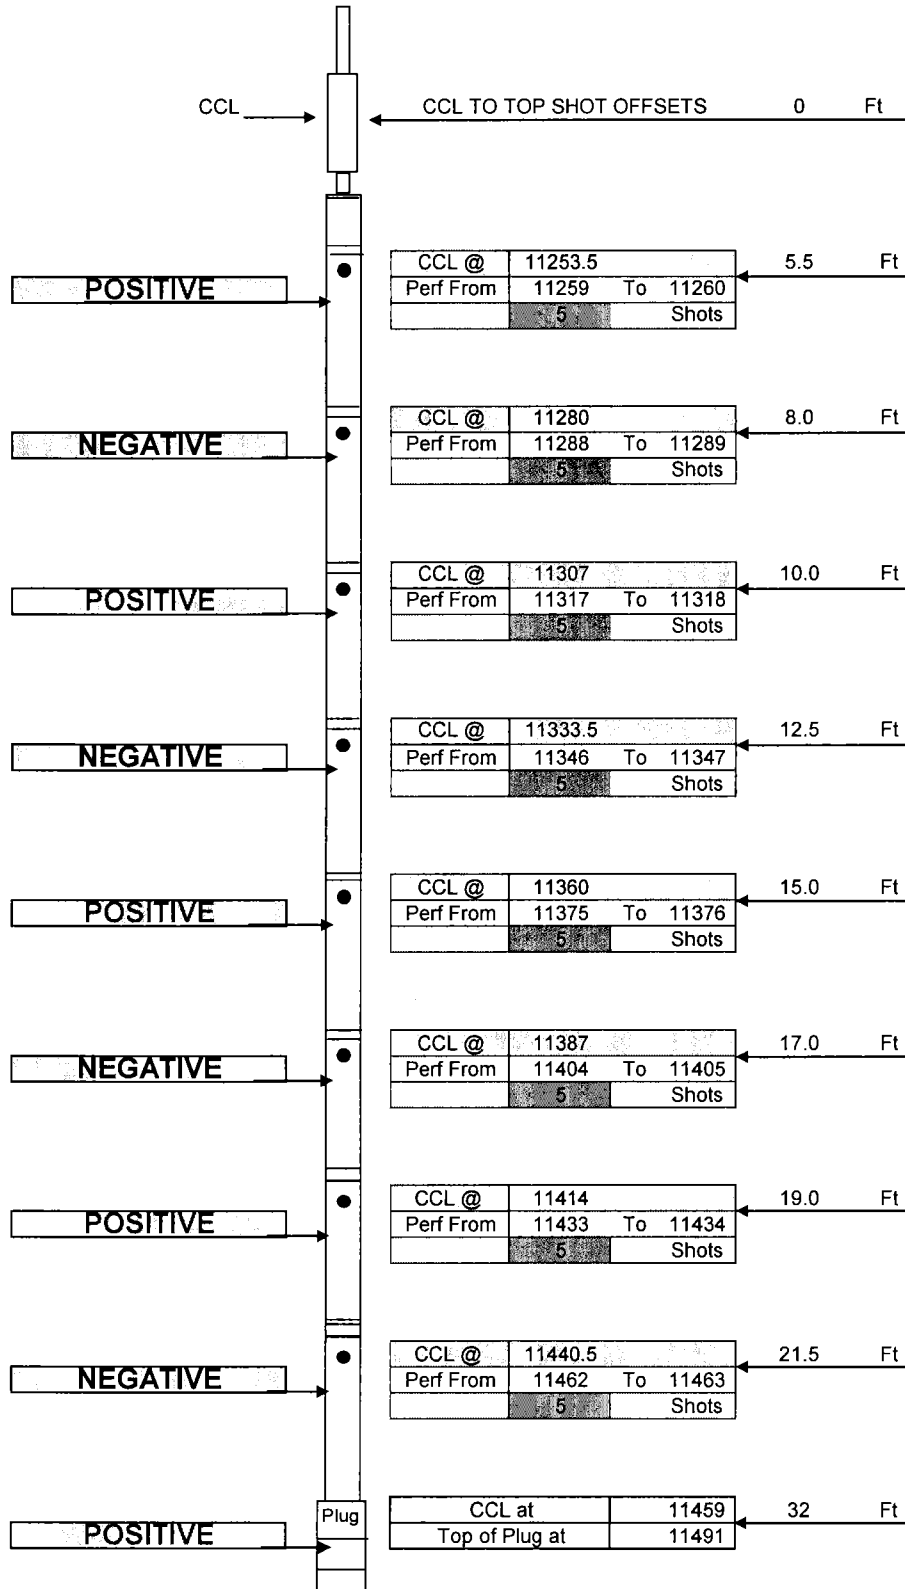 CCL CCL TO TOP SHOT OFFSETS 0 Ft
CCL @ 11253.5 5.5 Ft
POSITIVE Perf From 11259 To 11260
5 Shots
CCL @ 11280 8.0 Ft
NEGATIVE Perf From 11288 To 11289
5 Shots
CCL @ 11307 10.0 Ft
POSITIVE Perf From 11317 To 11318
5 Shots
CCL @ 11333.5 12.5 Ft
NEGATIVE Perf From 11346 To 11347
5 Shots
CCL @ 11360 15.0 Ft
POSITIVE Perf From 11375 To 11376
5 Shots
CCL @ 11387 17.0 Ft
NEGATIVE Perf From 11404 To 11405
5 Shots
CCL @ 11414 19.0 Ft
POSITIVE Perf From 11433 To 11434
5 Shots
CCL @ 11440.5 21.5 Ft
NEGATIVE Perf From 11462 To 11463
5 Shots
Plug CCL at 11459 32 Ft
POSITIVE Top of Plug at 11491